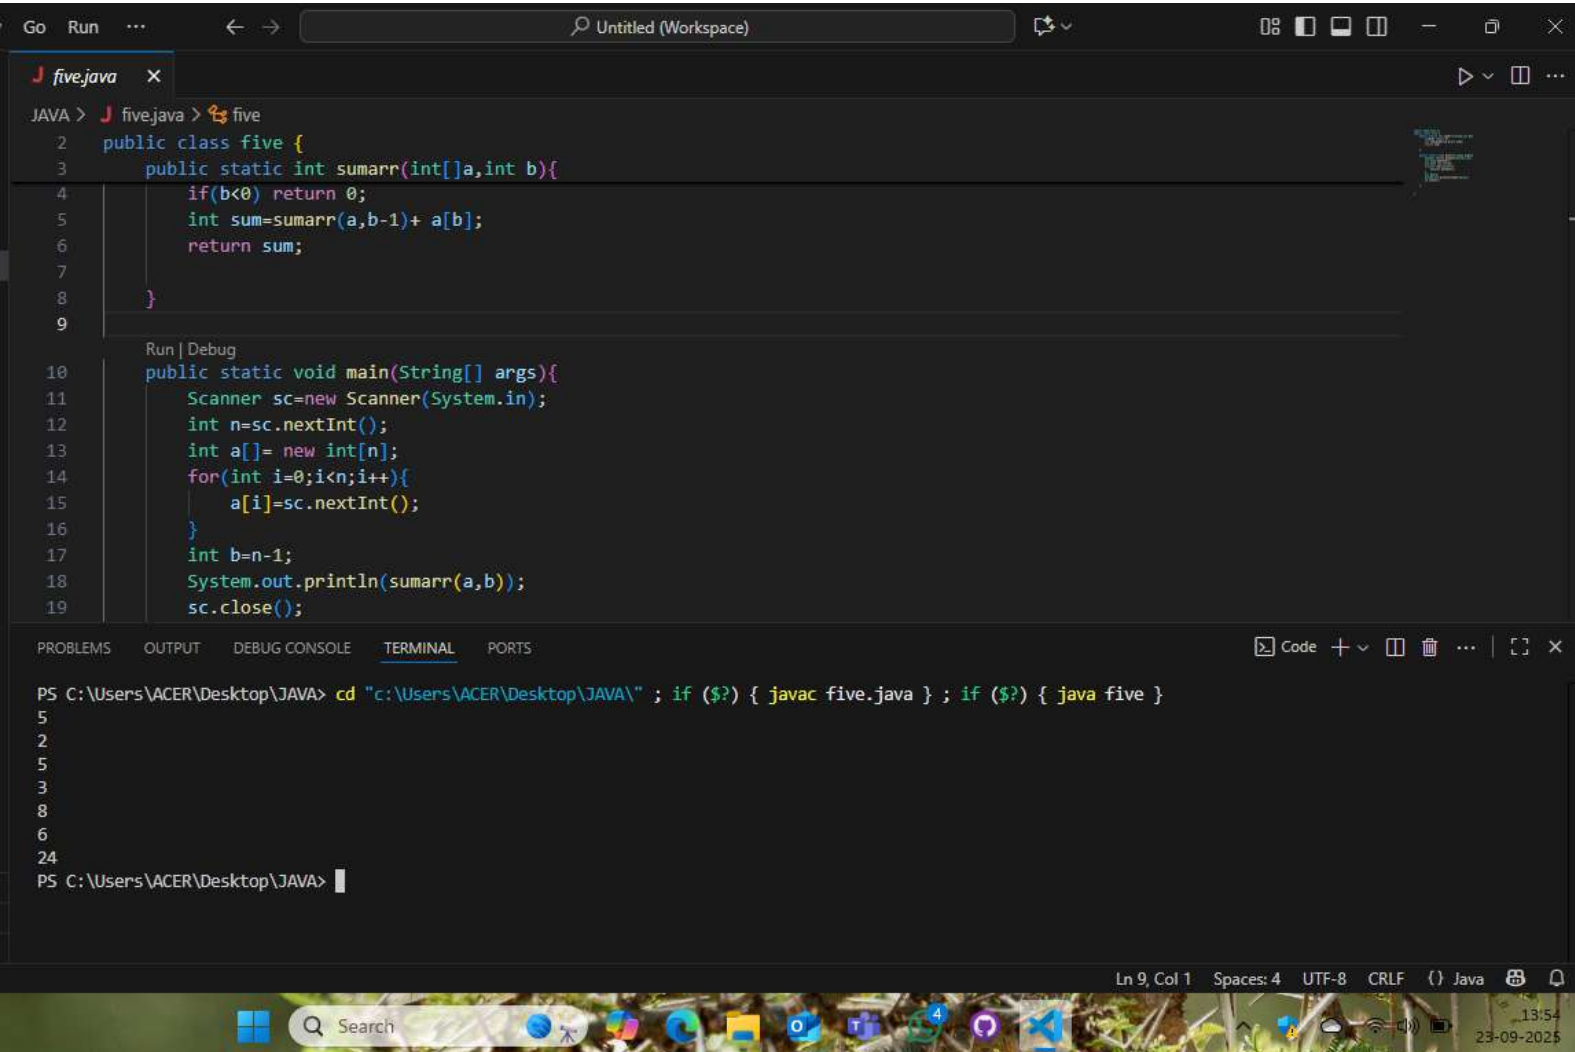 Go Run ···
Untitled (Workspace)
J five.java
JAVA > J five.java > five
2 public class five {
3 public static int sumarr(int[]a,int b){
4 if(b<0) return 0;
5 int sum=sumarr(a,b-1)+ a[b];
6 return sum;
7
8 }
9
Run | Debug
10 public static void main(String[] args){
11 Scanner sc=new Scanner(System.in);
12 int n=sc.nextInt();
13 int a[]= new int[n];
14 for(int i=0;i<n;i++){
15 a[i]=sc.nextInt();
16 }
17 int b=n-1;
18 System.out.println(sumarr(a,b));
19 sc.close();
PROBLEMS OUTPUT DEBUG CONSOLE TERMINAL PORTS
Code
PS C:\Users\ACER\Desktop\JAVA> cd "c:\Users\ACER\Desktop\JAVA\" ; if ($?) { javac five.java } ; if ($?) { java five }
5
2
5
3
8
6
24
PS C:\Users\ACER\Desktop\JAVA>
Ln 9, Col 1 Spaces: 4 UTF-8 CRLF {} Java
Search
4
13:54
23-09-2025